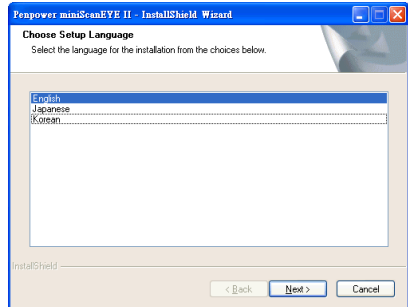 Penpower miniScanEYE II - InstallShield Wizard
Choose Setup Language
Select the language for the installation from the choices below.
English
Japanese
Korean
InstallShield
< Back Next > Cancel